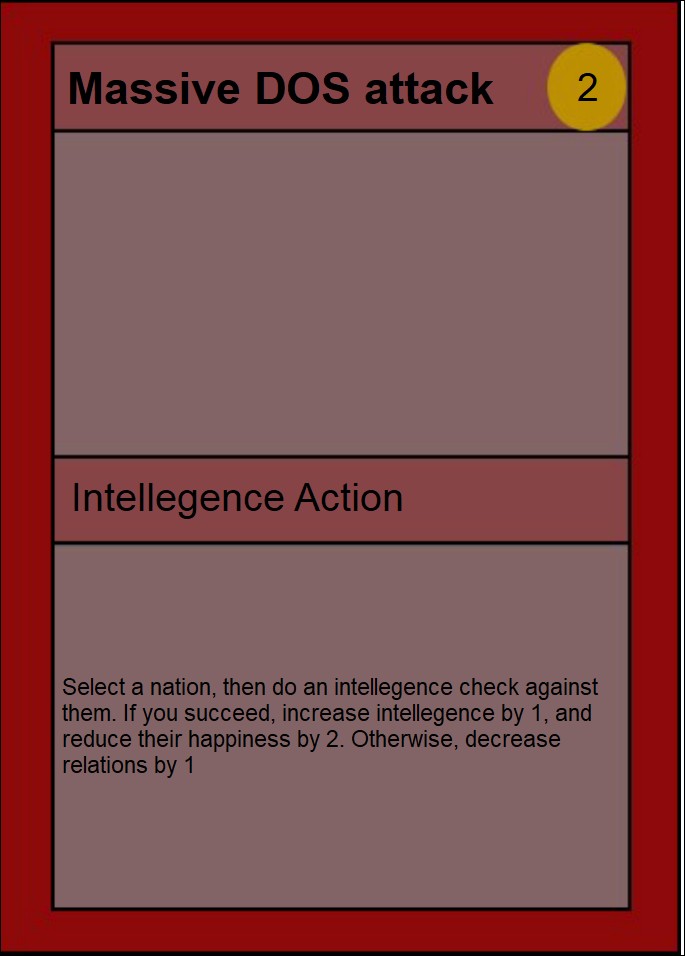 Massive DOS attack
2
Intellegence Action
Select a nation, then do an intellegence check against
them. If you succeed, increase intellegence by 1, and
reduce their happiness by 2. Otherwise, decrease
relations by 1